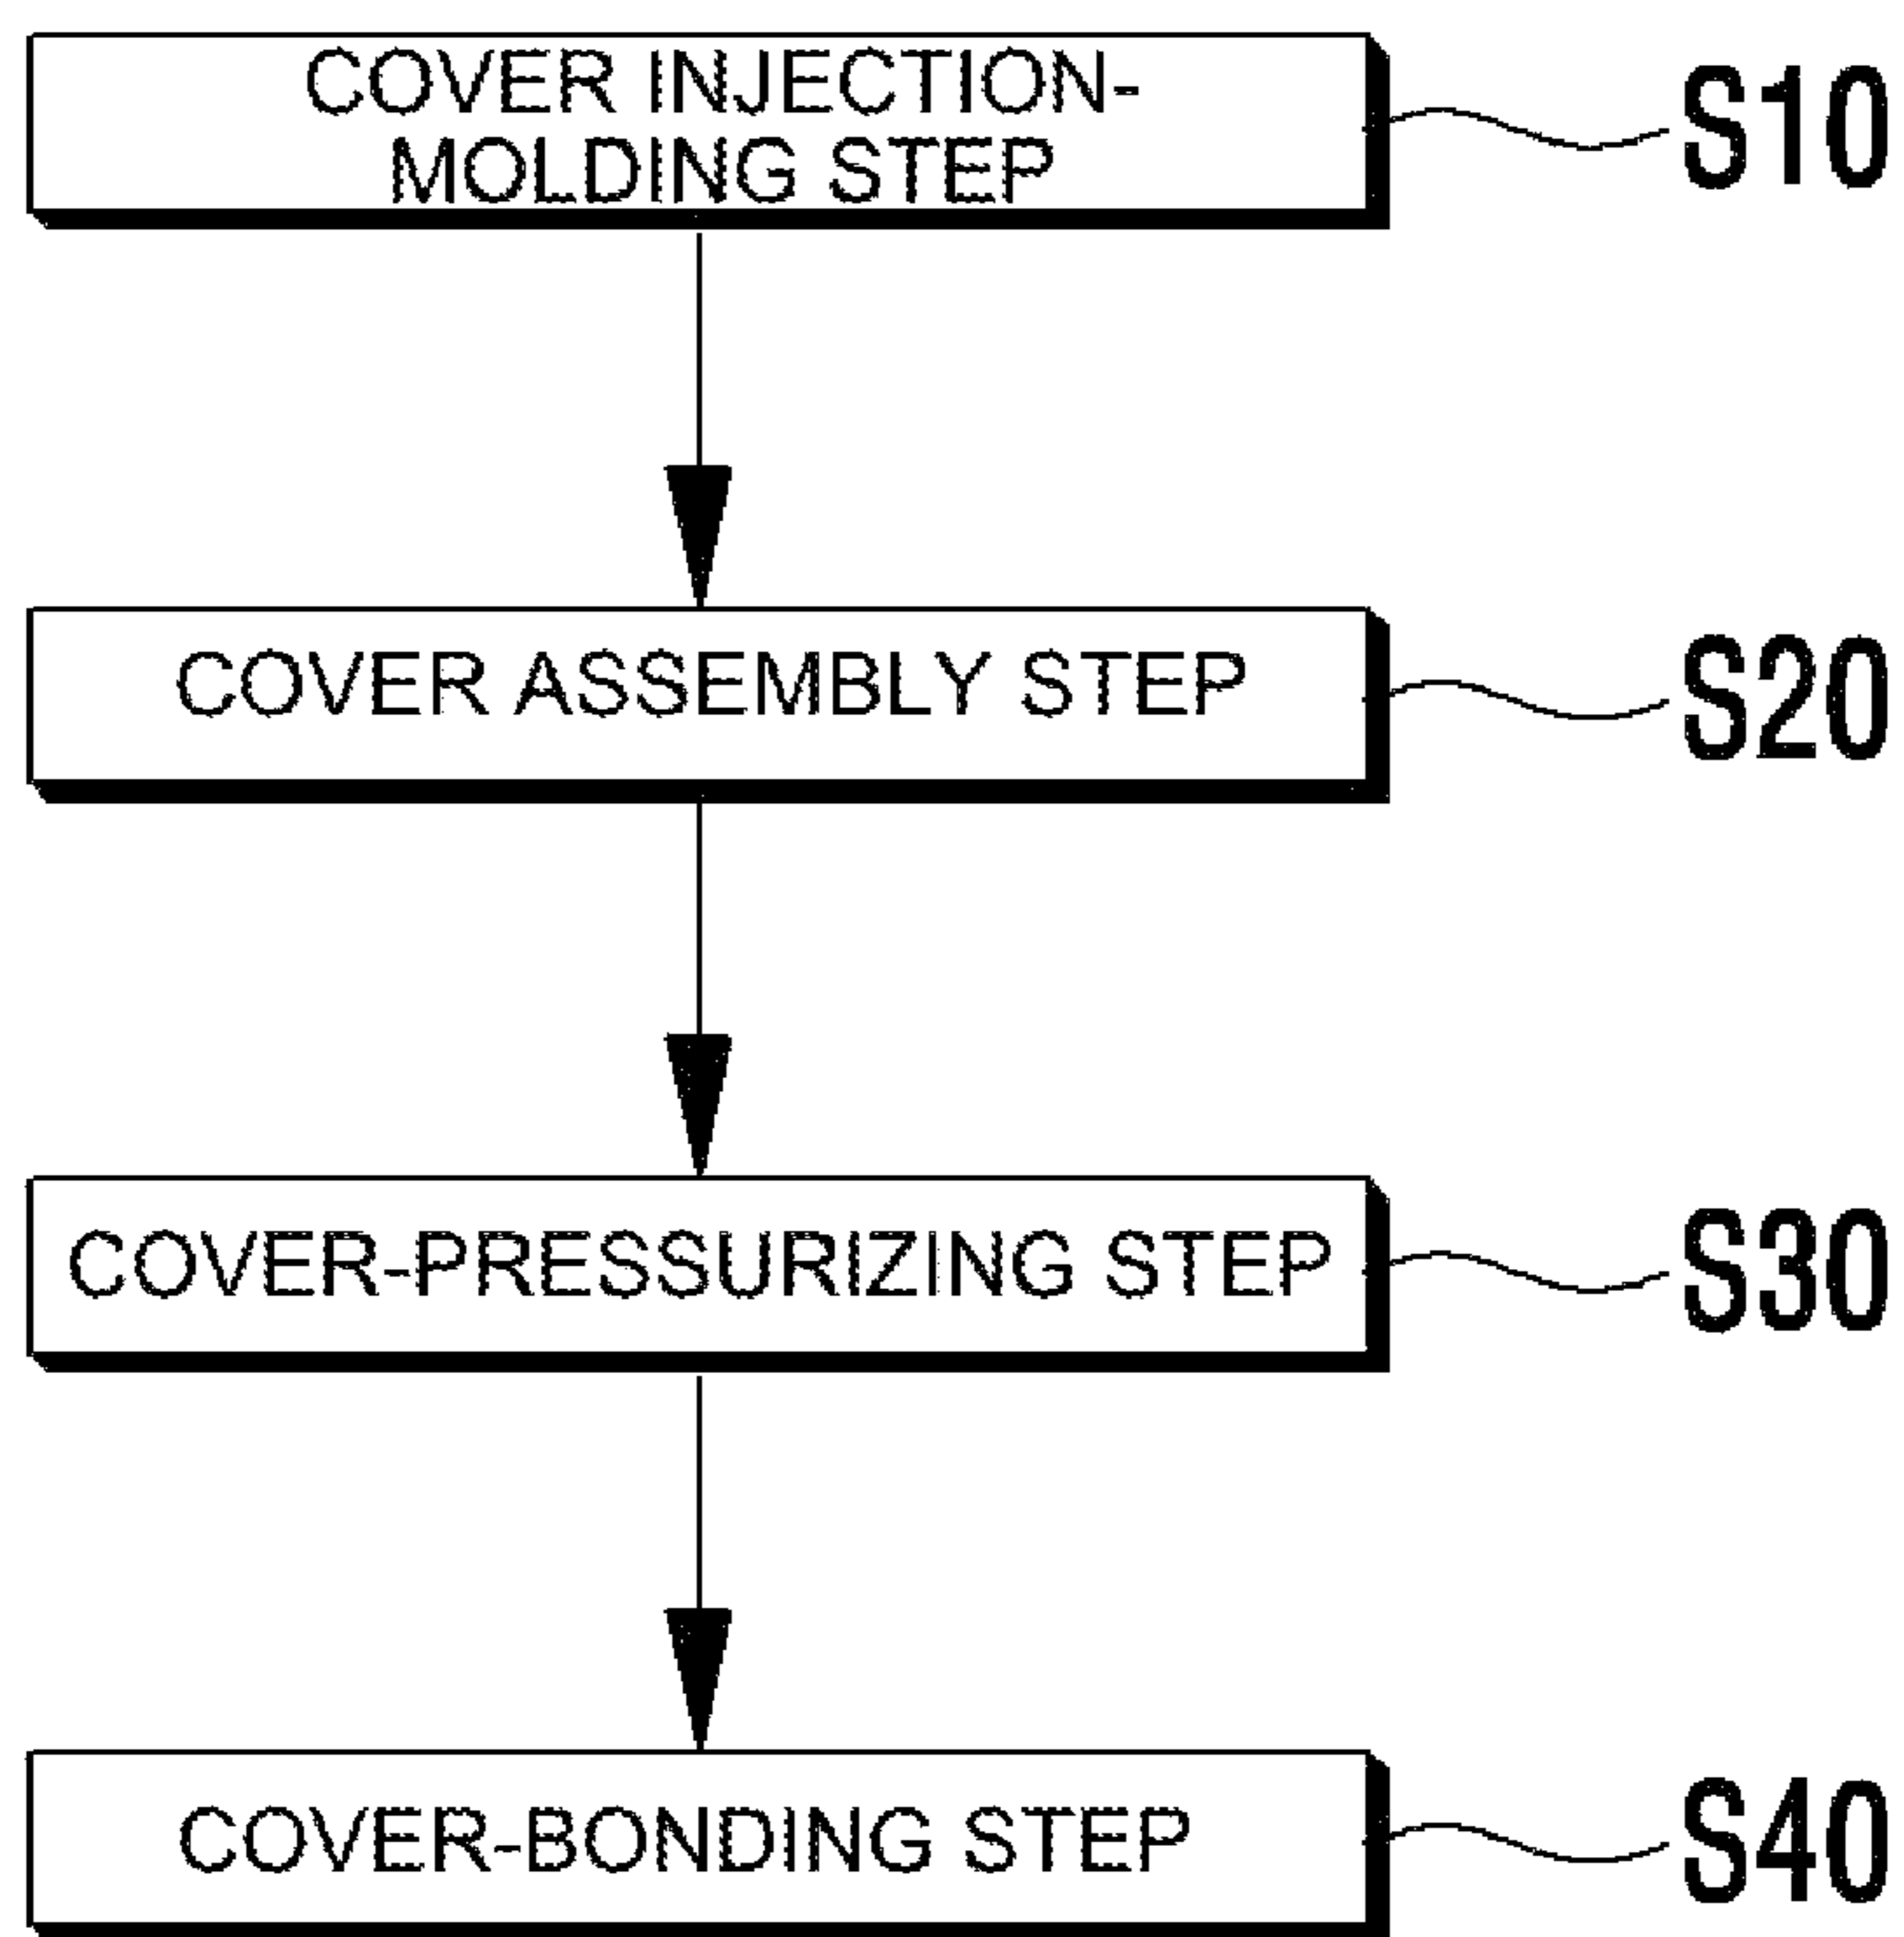 COVER INJECTION-
MOLDING STEP
S10
COVER ASSEMBLY STEP
S20
COVER-PRESSURIZING STEP
S30
COVER-BONDING STEP
S40